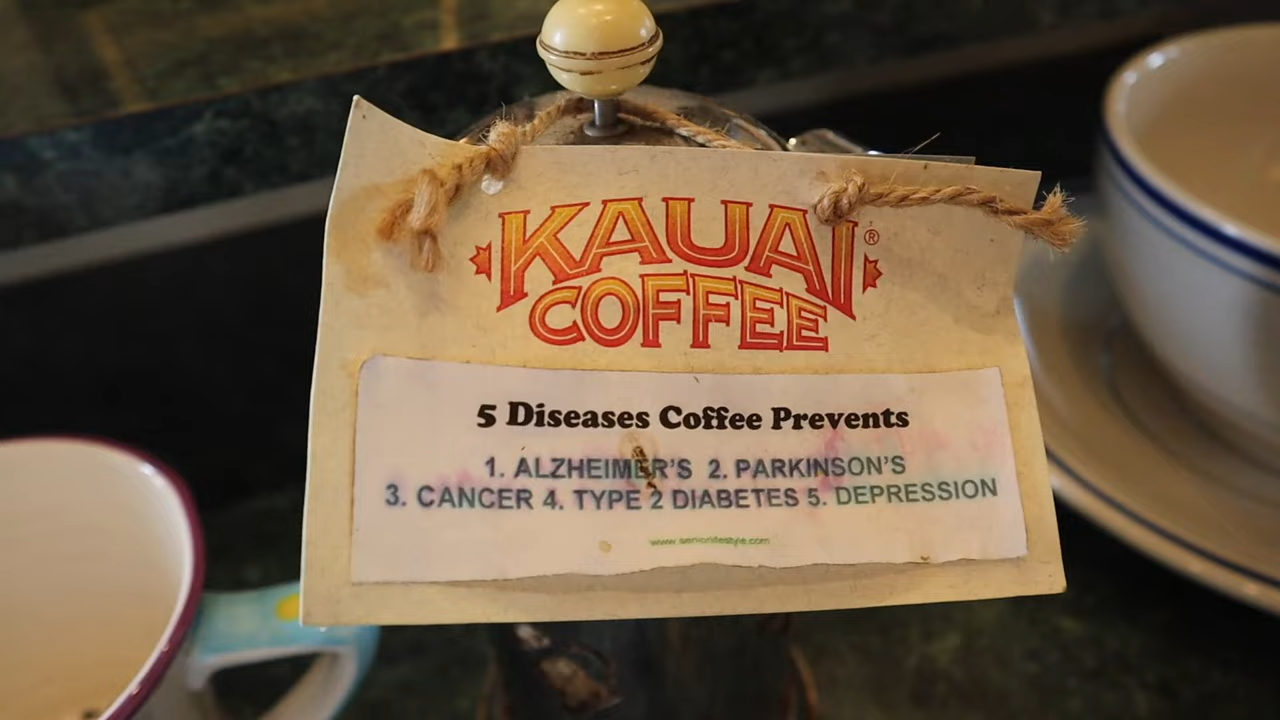 KAUAI ®
COFFEE
5 Diseases Coffee Prevents
1. ALZHEIMER'S 2. PARKINSON'S
3. CANCER 4. TYPE 2 DIABETES 5. DEPRESSION
www.seniorlifestyle.com